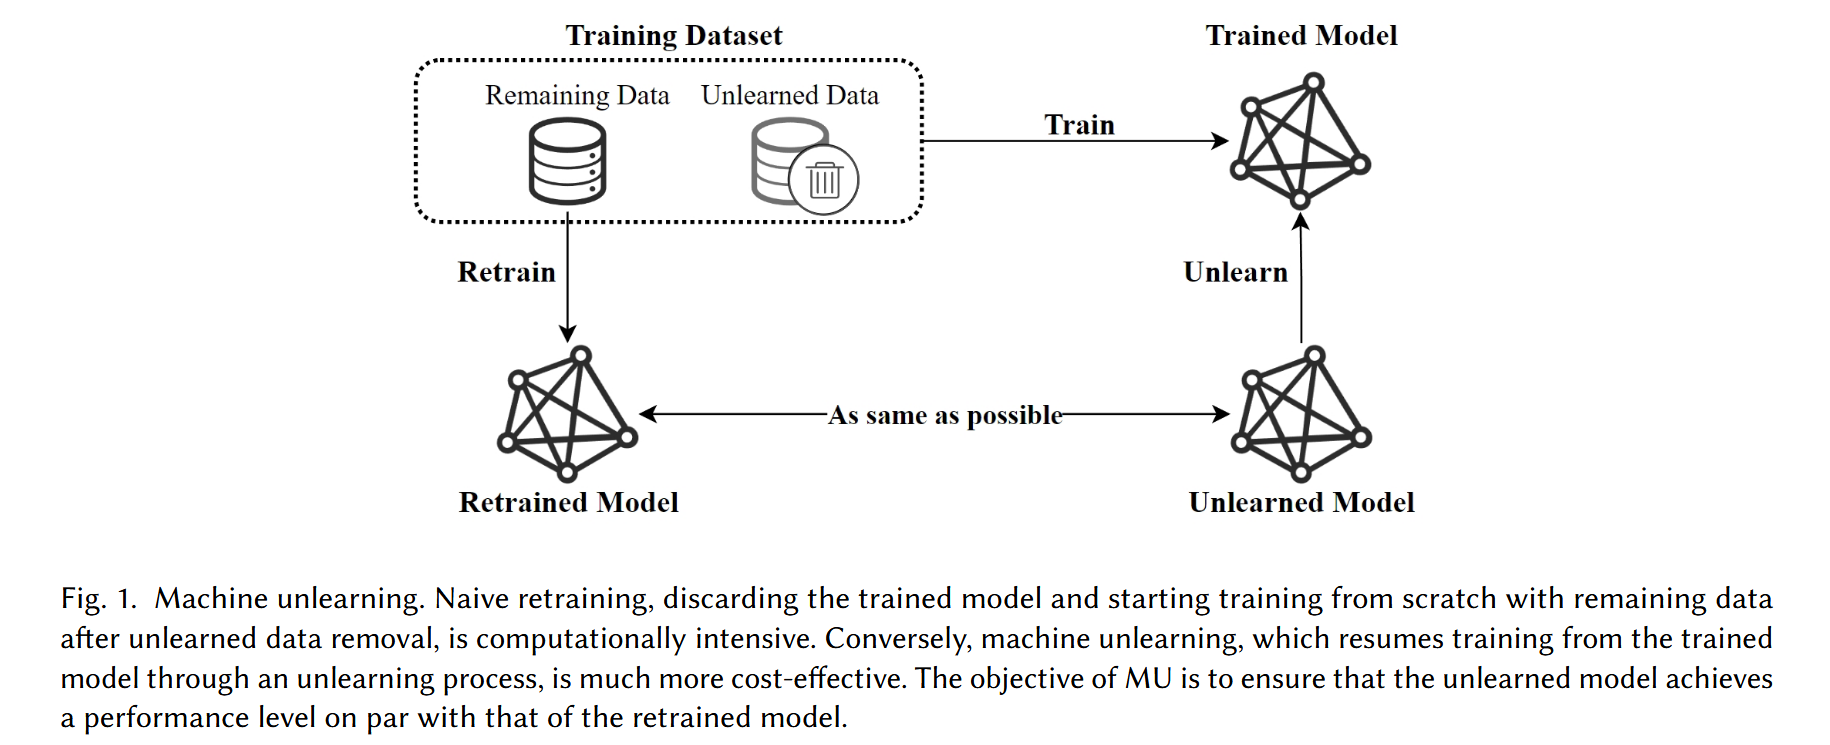 Training Dataset
Trained Model
Remaining Data
Unlearned Data
Train
Retrain
Unlearn
As same as possible
Retrained Model
Unlearned Model
Fig. 1. Machine unlearning. Naive retraining, discarding the trained model and starting training from scratch with remaining data
after unlearned data removal, is computationally intensive. Conversely, machine unlearning, which resumes training from the trained
model through an unlearning process, is much more cost-effective. The objective of MU is to ensure that the unlearned model achieves
a performance level on par with that of the retrained model.